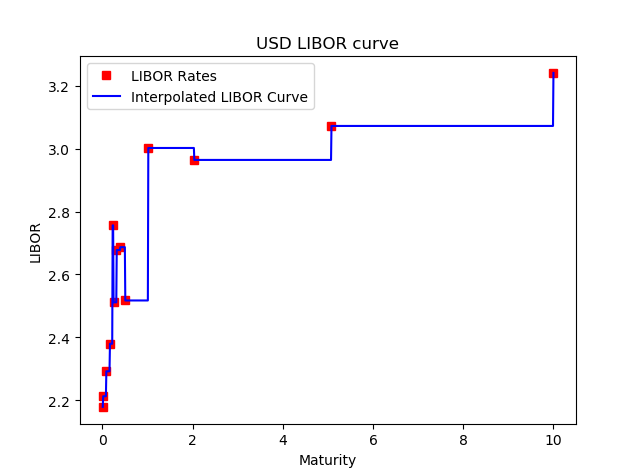 USD LIBOR curve
LIBOR Rates
Interpolated LIBOR Curve
3.2
3.0
2.8
2.6
2.4
2.2
LIBOR
0 2 4 6 8 10
Maturity